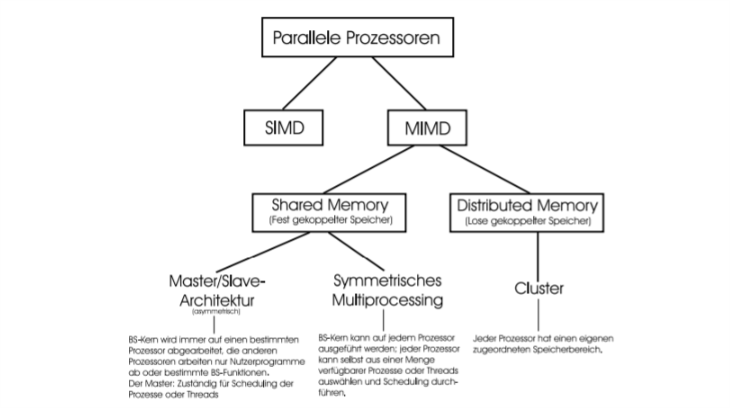 Parallele Prozessoren
SIMD
MIMD
Shared Memory
(Fest gekoppelter Speicher)
Distributed Memory
(Lose gekoppelter Speicher)
Master/Slave-
Architektur
(asymmetrisch)
Symmetrisches
Multiprocessing
Cluster
BS-Kern wird immer auf einen bestimmten
Prozessor abgearbeitet, die anderen
Prozessoren arbeiten nur Nutzerprogramme
ab oder bestimmte BS-Funktionen.
Der Master: Zuständig für Scheduling der
Prozesse oder Threads
BS-Kern kann auf jedem Prozessor
ausgeführt werden; jeder Prozessor
kann selbst aus einer Menge
verfügbarer Prozesse oder Threads
auswählen und Scheduling durch-
führen.
Jeder Prozessor hat einen eigenen
zugeordneten Speicherbereich.